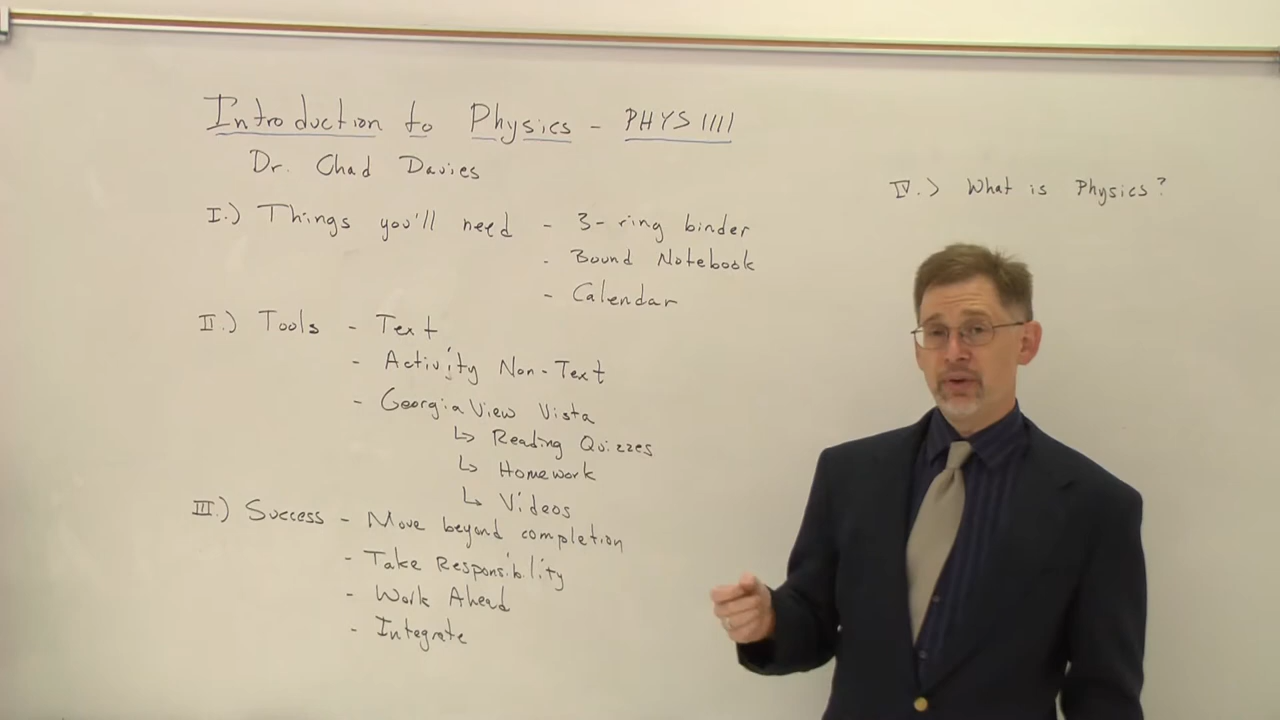 Introduction to Physics - PHYS 1111
Dr. Chad Davies
I.) Things you'll need - 3-ring binder
- Bound Notebook
- Calendar
II.) Tools - Text
- Activity Non-Text
- GeorgiaView Vista
↳ Reading Quizzes
↳ Homework
↳ Videos
III.) Success - Move beyond completion
- Take Responsibility
- Work Ahead
- Integrate
IV.) What is Physics?